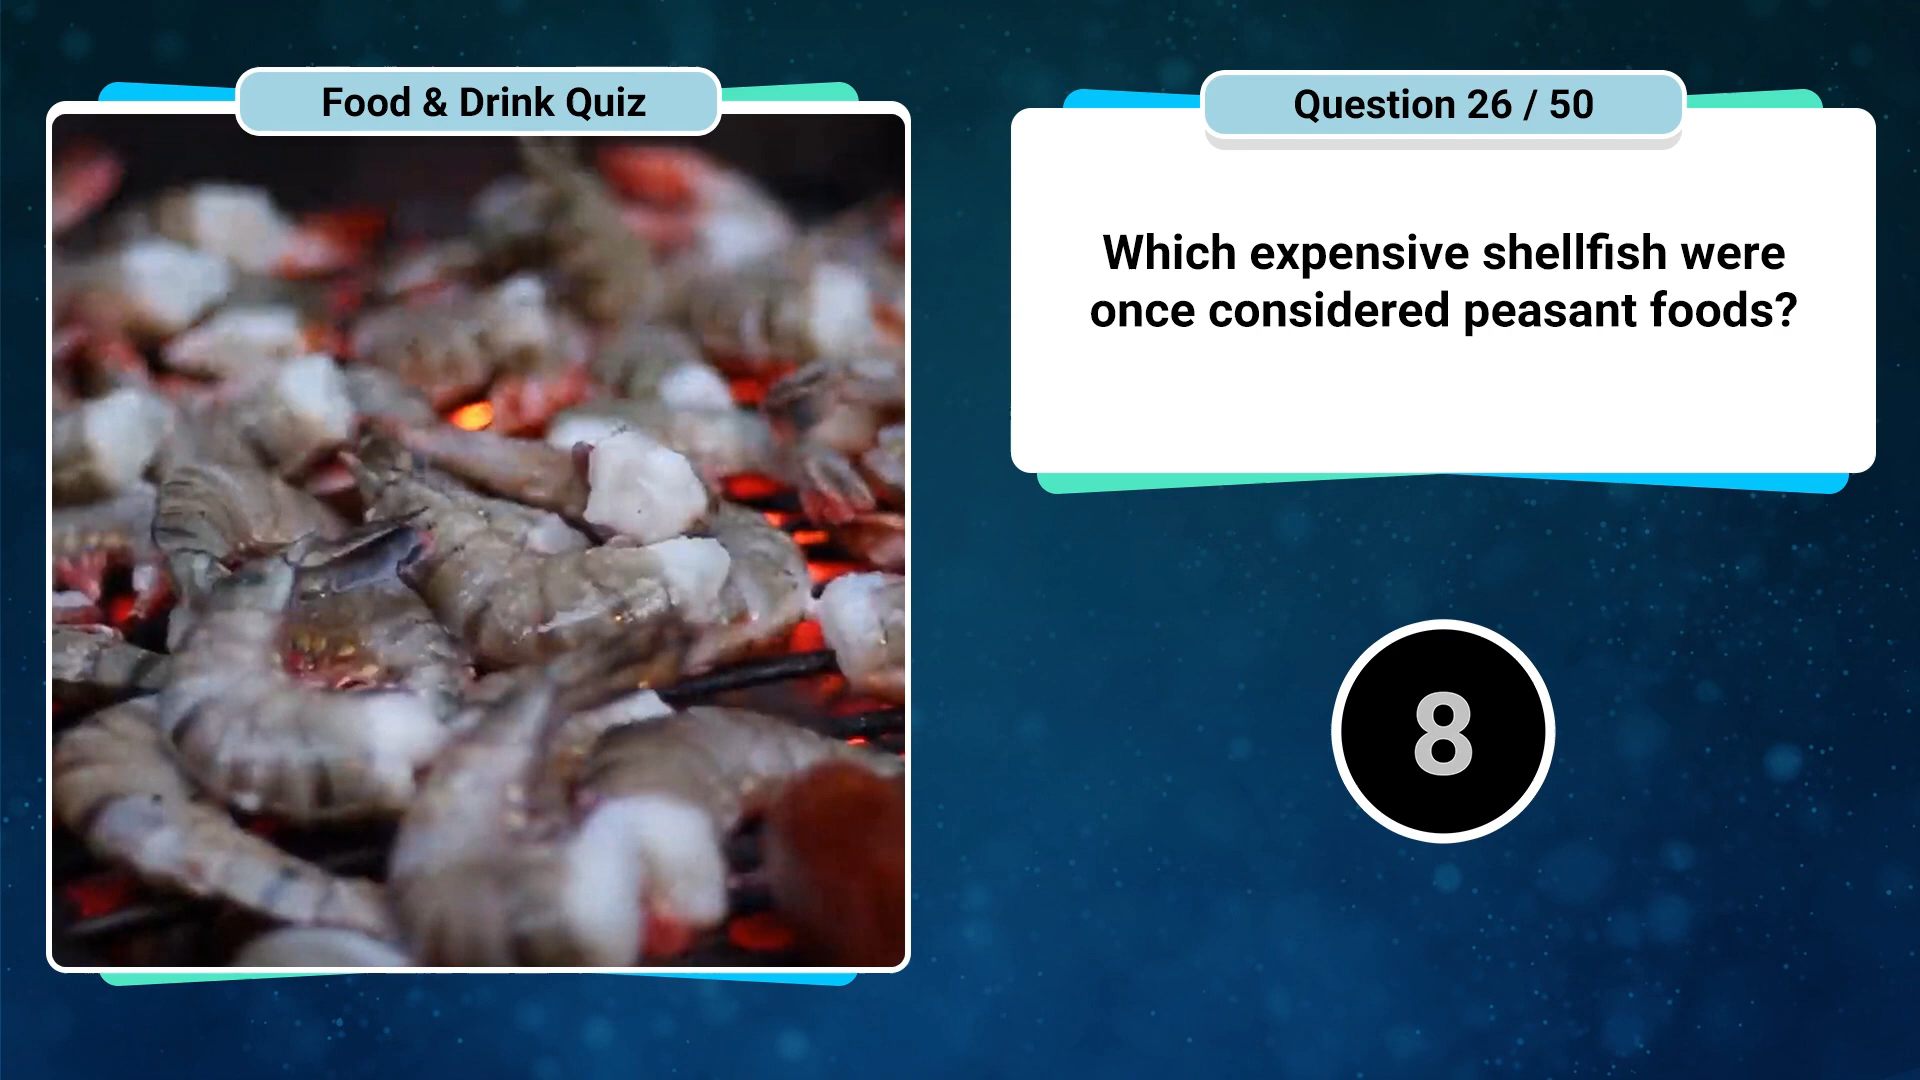 Food & Drink Quiz
Question 26 / 50
Which expensive shellfish were
once considered peasant foods?
8